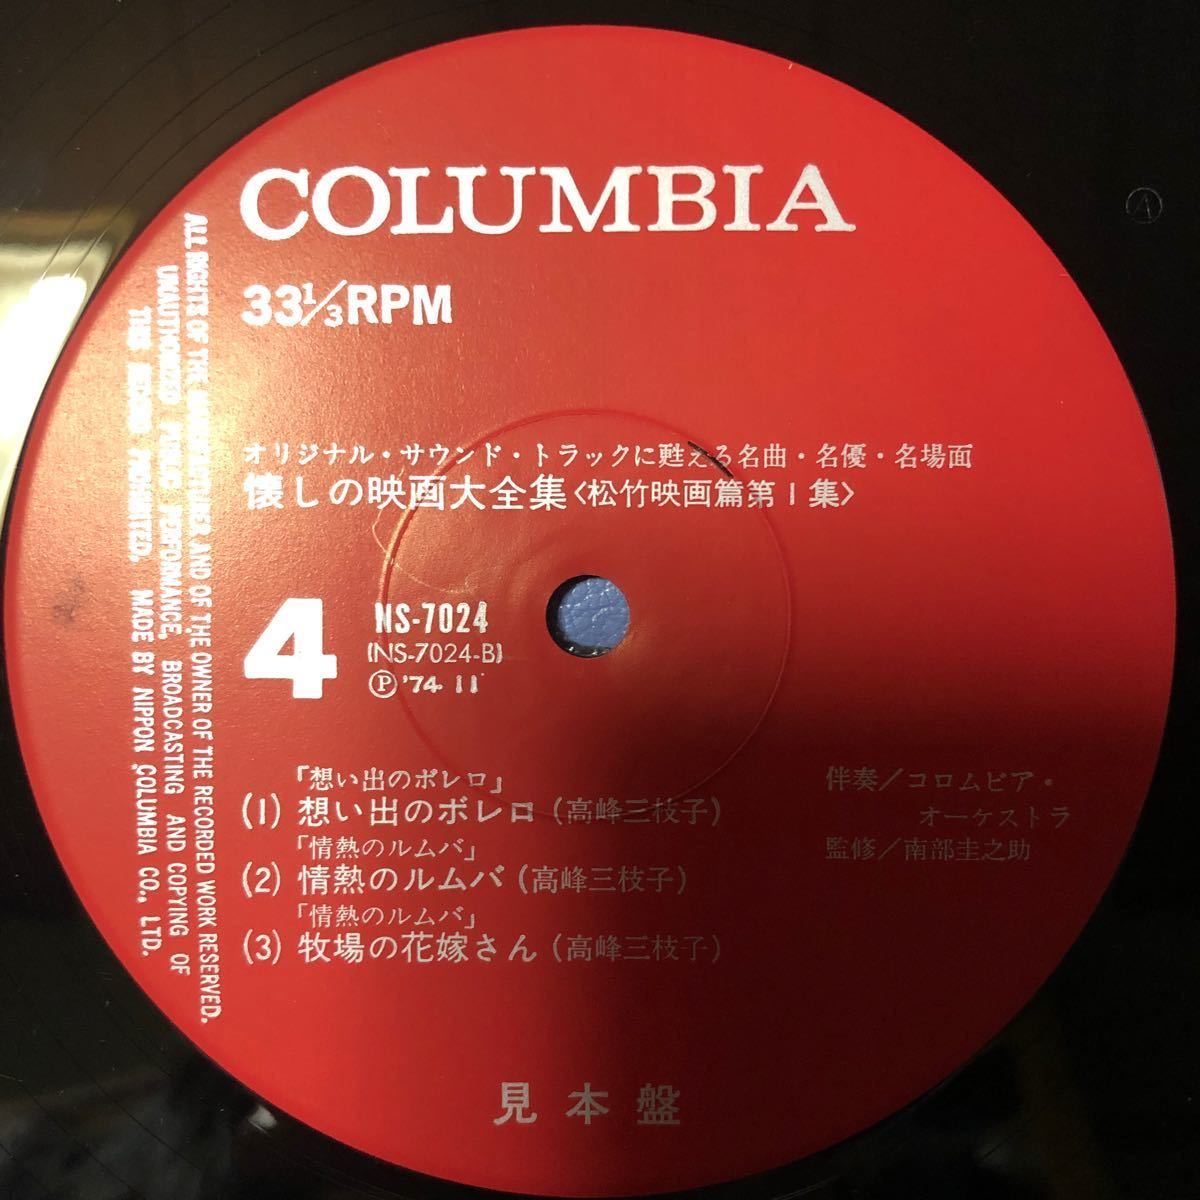 COLUMBIA
33⅓RPM
オリジナル・サウンド・トラックに甦える名曲・名優・名場面
懐しの映画大全集〈松竹映画篇第1集〉
4
NS-7024
(NS-7024-B)
Ⓟ '74. 11
「想い出のボレロ」
(1) 想い出のボレロ (高峰三枝子)
「情熱のルムバ」
(2) 情熱のルムバ (高峰三枝子)
「情熱のルムバ」
(3) 牧場の花嫁さん (高峰三枝子)
伴奏/コロムビア・
オーケストラ
監修/南部圭之助
見本盤
ALL RIGHTS OF THE MANUFACTURER AND OF THE OWNER OF THE RECORDED WORK RESERVED.
UNAUTHORIZED PUBLIC PERFORMANCE, BROADCASTING AND COPYING OF
THIS RECORD PROHIBITED. MADE BY NIPPON COLUMBIA CO., LTD.
A